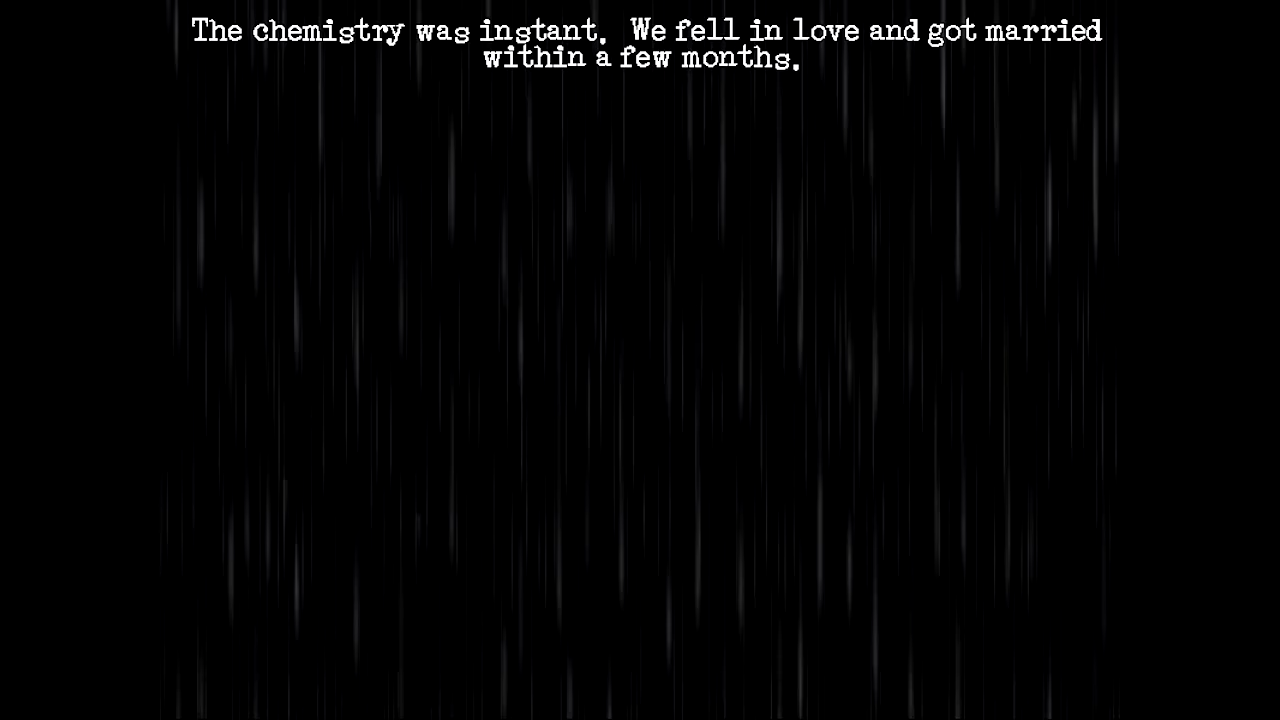 The chemistry was instant.  We fell in love and got married
within a few months.